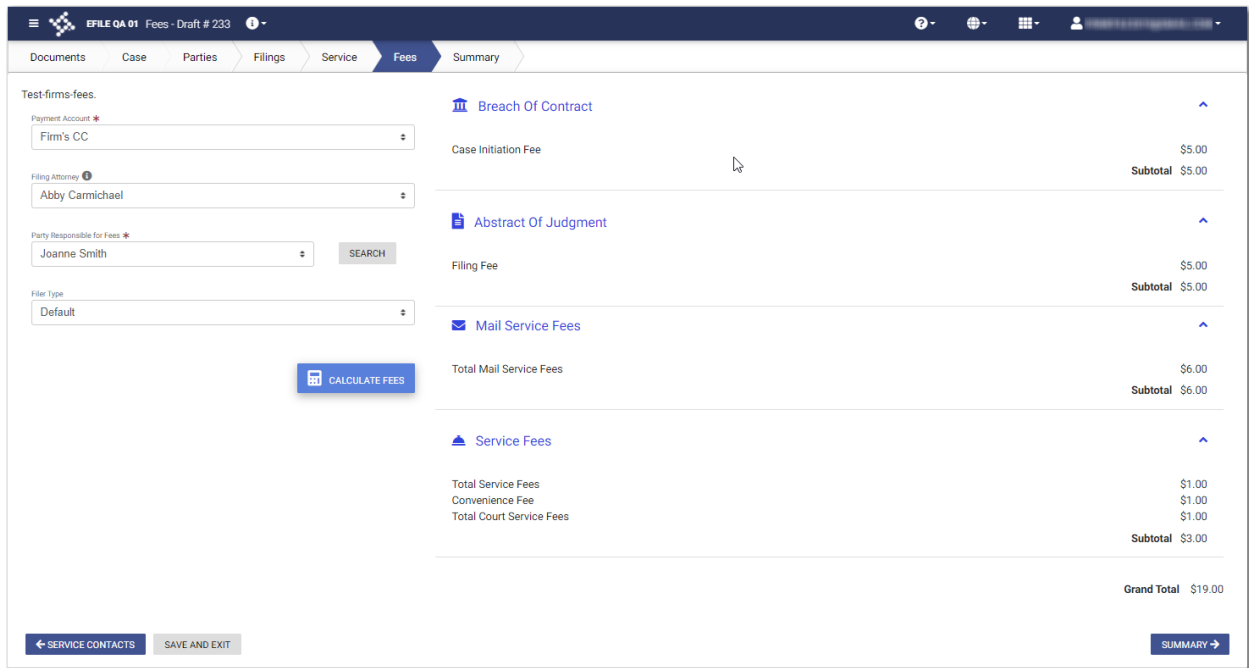 EFILE QA 01 Fees - Draft # 233
Documents Case Parties Filings Service Fees Summary
Test-firms-fees.
Payment Account *
Firm's CC
Filing Attorney
Abby Carmichael
Party Responsible for Fees *
Joanne Smith SEARCH
Filer Type
Default
CALCULATE FEES
Breach Of Contract
Case Initiation Fee $5.00
Subtotal $5.00
Abstract Of Judgment
Filing Fee $5.00
Subtotal $5.00
Mail Service Fees
Total Mail Service Fees $6.00
Subtotal $6.00
Service Fees
Total Service Fees $1.00
Convenience Fee $1.00
Total Court Service Fees $1.00
Subtotal $3.00
Grand Total $19.00
SERVICE CONTACTS SAVE AND EXIT SUMMARY